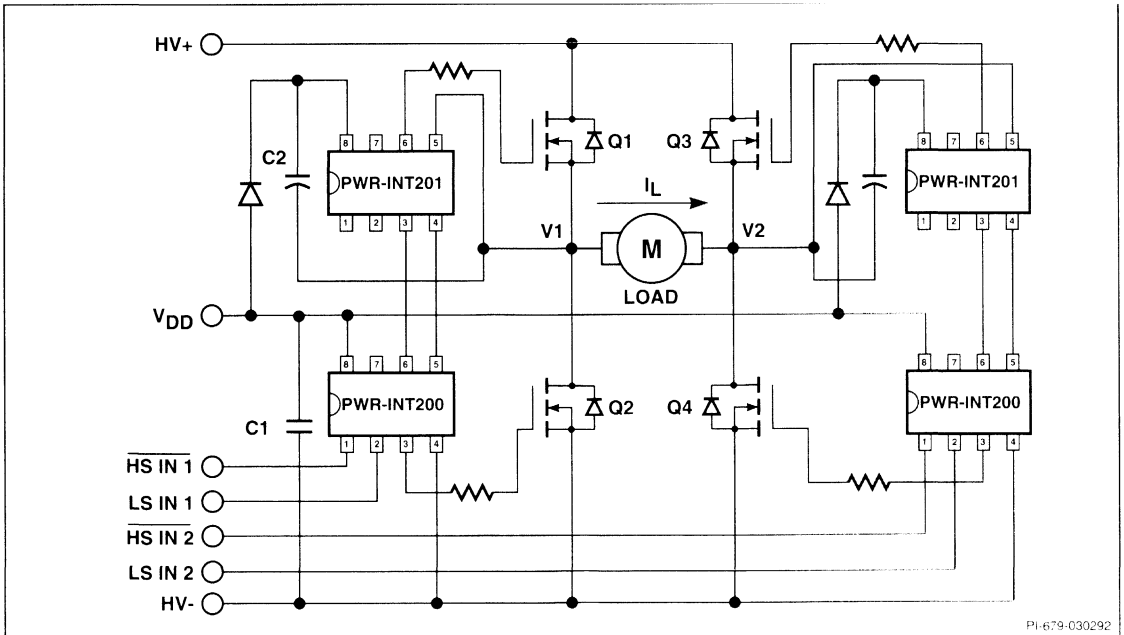 HV+
8 7 6 5
C2
PWR-INT201
1 2 3 4
Q1
Q3
8 7 6 5
PWR-INT201
1 2 3 4
IL
V1
M
V2
LOAD
VDD
8 7 6 5
PWR-INT200
1 2 3 4
C1
Q2
Q4
8 7 6 5
PWR-INT200
1 2 3 4
HS IN 1
LS IN 1
HS IN 2
LS IN 2
HV-
PI-679-030292